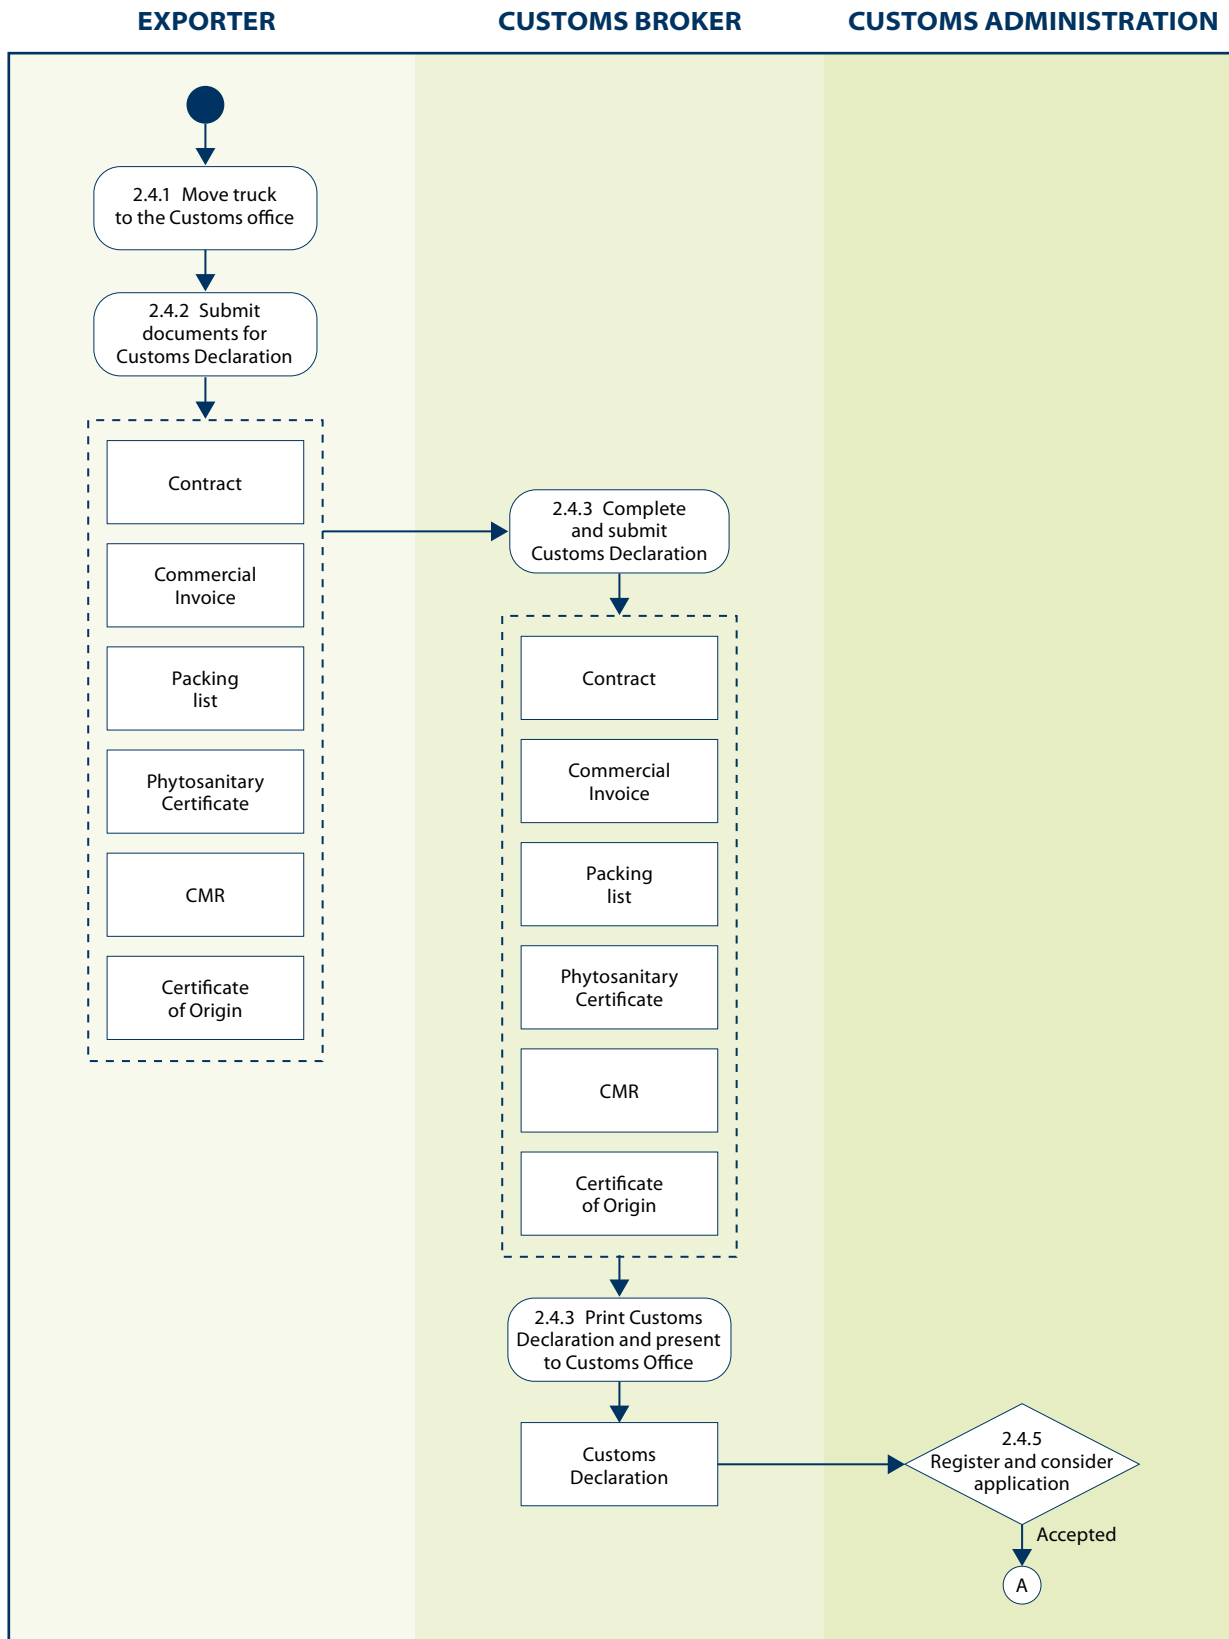 EXPORTER
CUSTOMS BROKER
CUSTOMS ADMINISTRATION
2.4.1 Move truck
to the Customs office
2.4.2 Submit
documents for
Customs Declaration
Contract
Commercial
Invoice
Packing
list
Phytosanitary
Certificate
CMR
Certificate
of Origin
2.4.3 Complete
and submit
Customs Declaration
Contract
Commercial
Invoice
Packing
list
Phytosanitary
Certificate
CMR
Certificate
of Origin
2.4.3 Print Customs
Declaration and present
to Customs Office
Customs
Declaration
2.4.5
Register and consider
application
Accepted
A